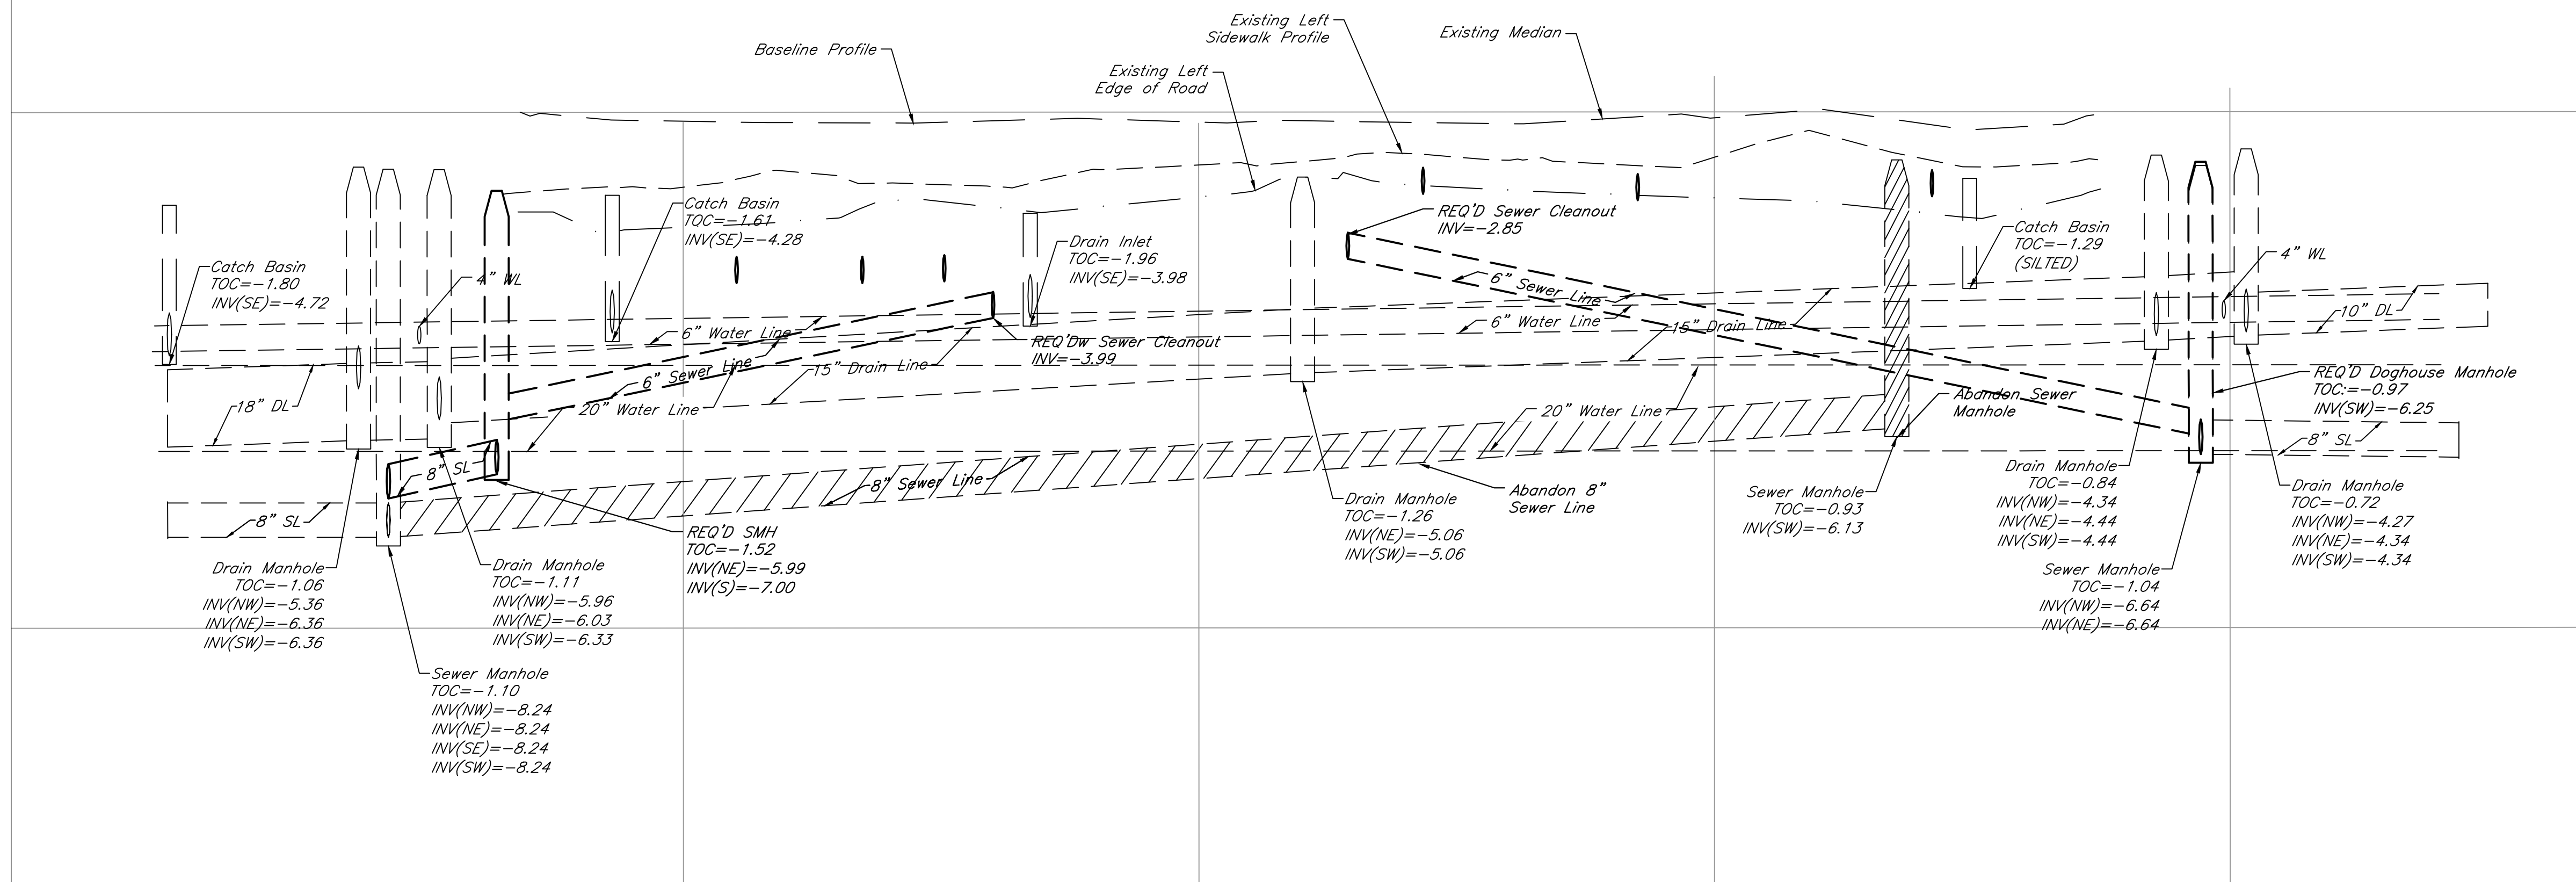 Existing Left
Sidewalk Profile
Existing Median
Baseline Profile
Existing Left
Edge of Road
Catch Basin
TOC=-1.80
INV(SE)=-4.72
4" WL
Catch Basin
TOC=-1.61
INV(SE)=-4.28
Drain Inlet
TOC=-1.96
INV(SE)=-3.98
REQ'D Sewer Cleanout
INV=-2.85
Catch Basin
TOC=-1.29
(SILTED)
4" WL
6" Water Line
6" Sewer Line
15" Drain Line
REQ'Dw Sewer Cleanout
INV=-3.99
6" Sewer Line
6" Water Line
15" Drain Line
10" DL
18" DL
20" Water Line
20" Water Line
Abandon Sewer
Manhole
REQ'D Doghouse Manhole
TOC:=-0.97
INV(SW)=-6.25
8" SL
8" SL
8" Sewer Line
8" SL
Drain Manhole
TOC=-1.06
INV(NW)=-5.36
INV(NE)=-6.36
INV(SW)=-6.36
Drain Manhole
TOC=-1.11
INV(NW)=-5.96
INV(NE)=-6.03
INV(SW)=-6.33
REQ'D SMH
TOC=-1.52
INV(NE)=-5.99
INV(S)=-7.00
Drain Manhole
TOC=-1.26
INV(NE)=-5.06
INV(SW)=-5.06
Abandon 8"
Sewer Line
Sewer Manhole
TOC=-0.93
INV(SW)=-6.13
Drain Manhole
TOC=-0.84
INV(NW)=-4.34
INV(NE)=-4.44
INV(SW)=-4.44
Drain Manhole
TOC=-0.72
INV(NW)=-4.27
INV(NE)=-4.34
INV(SW)=-4.34
Sewer Manhole
TOC=-1.04
INV(NW)=-6.64
INV(NE)=-6.64
Sewer Manhole
TOC=-1.10
INV(NW)=-8.24
INV(NE)=-8.24
INV(SE)=-8.24
INV(SW)=-8.24